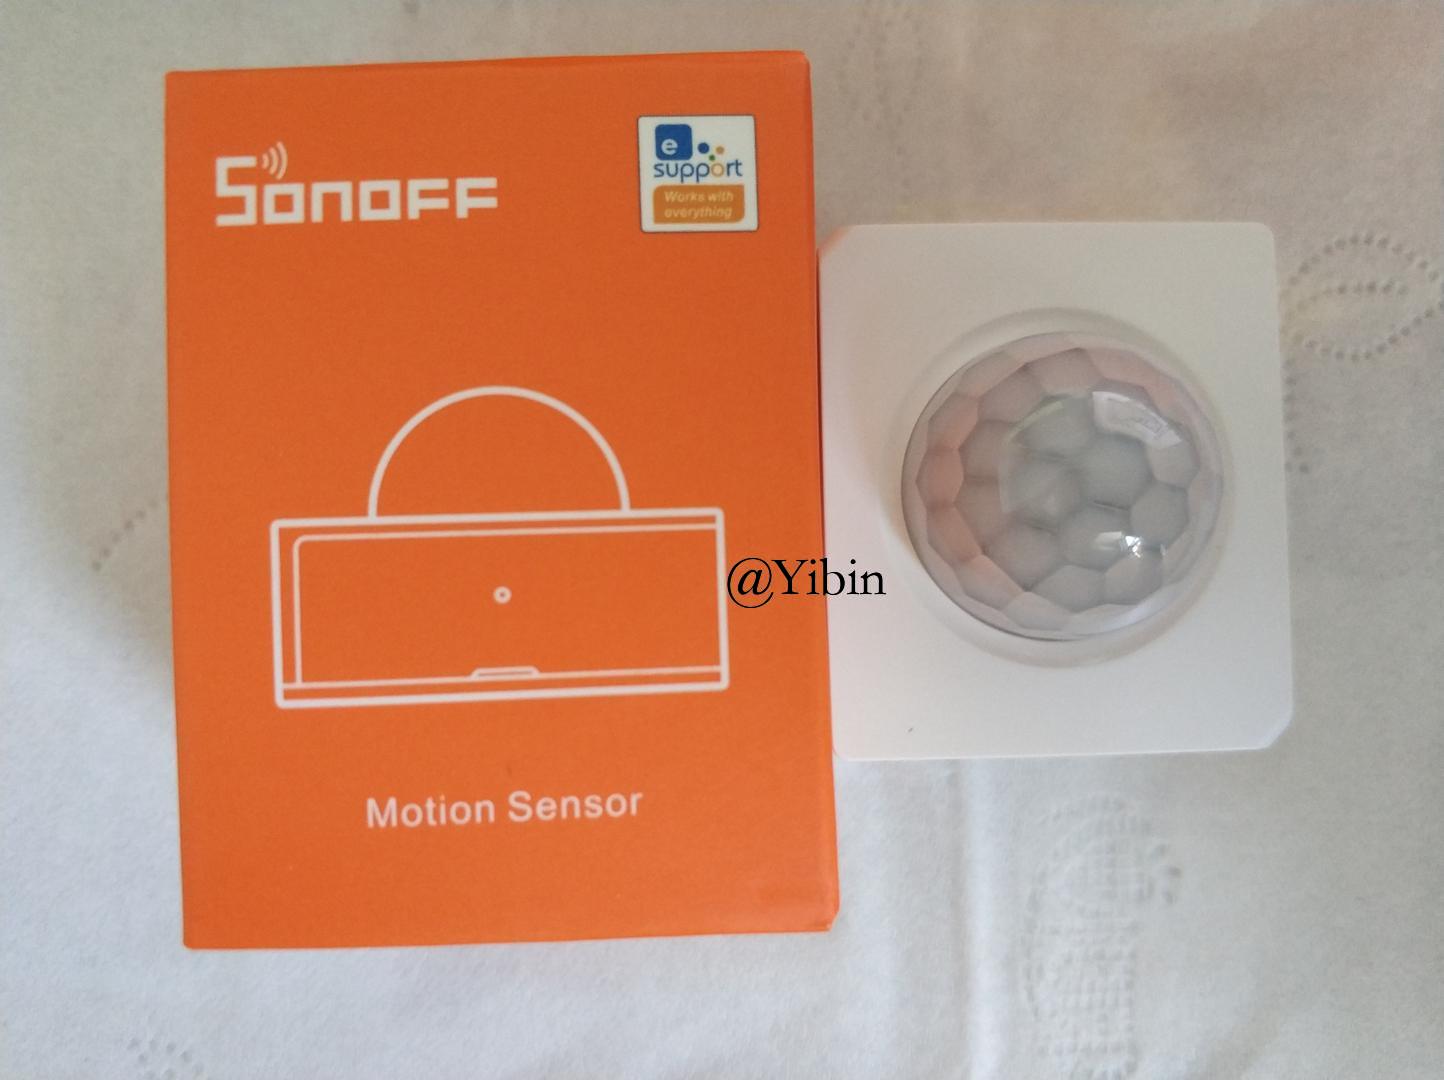 SONOFF
e
support
Works with
everything
@Yibin
Motion Sensor